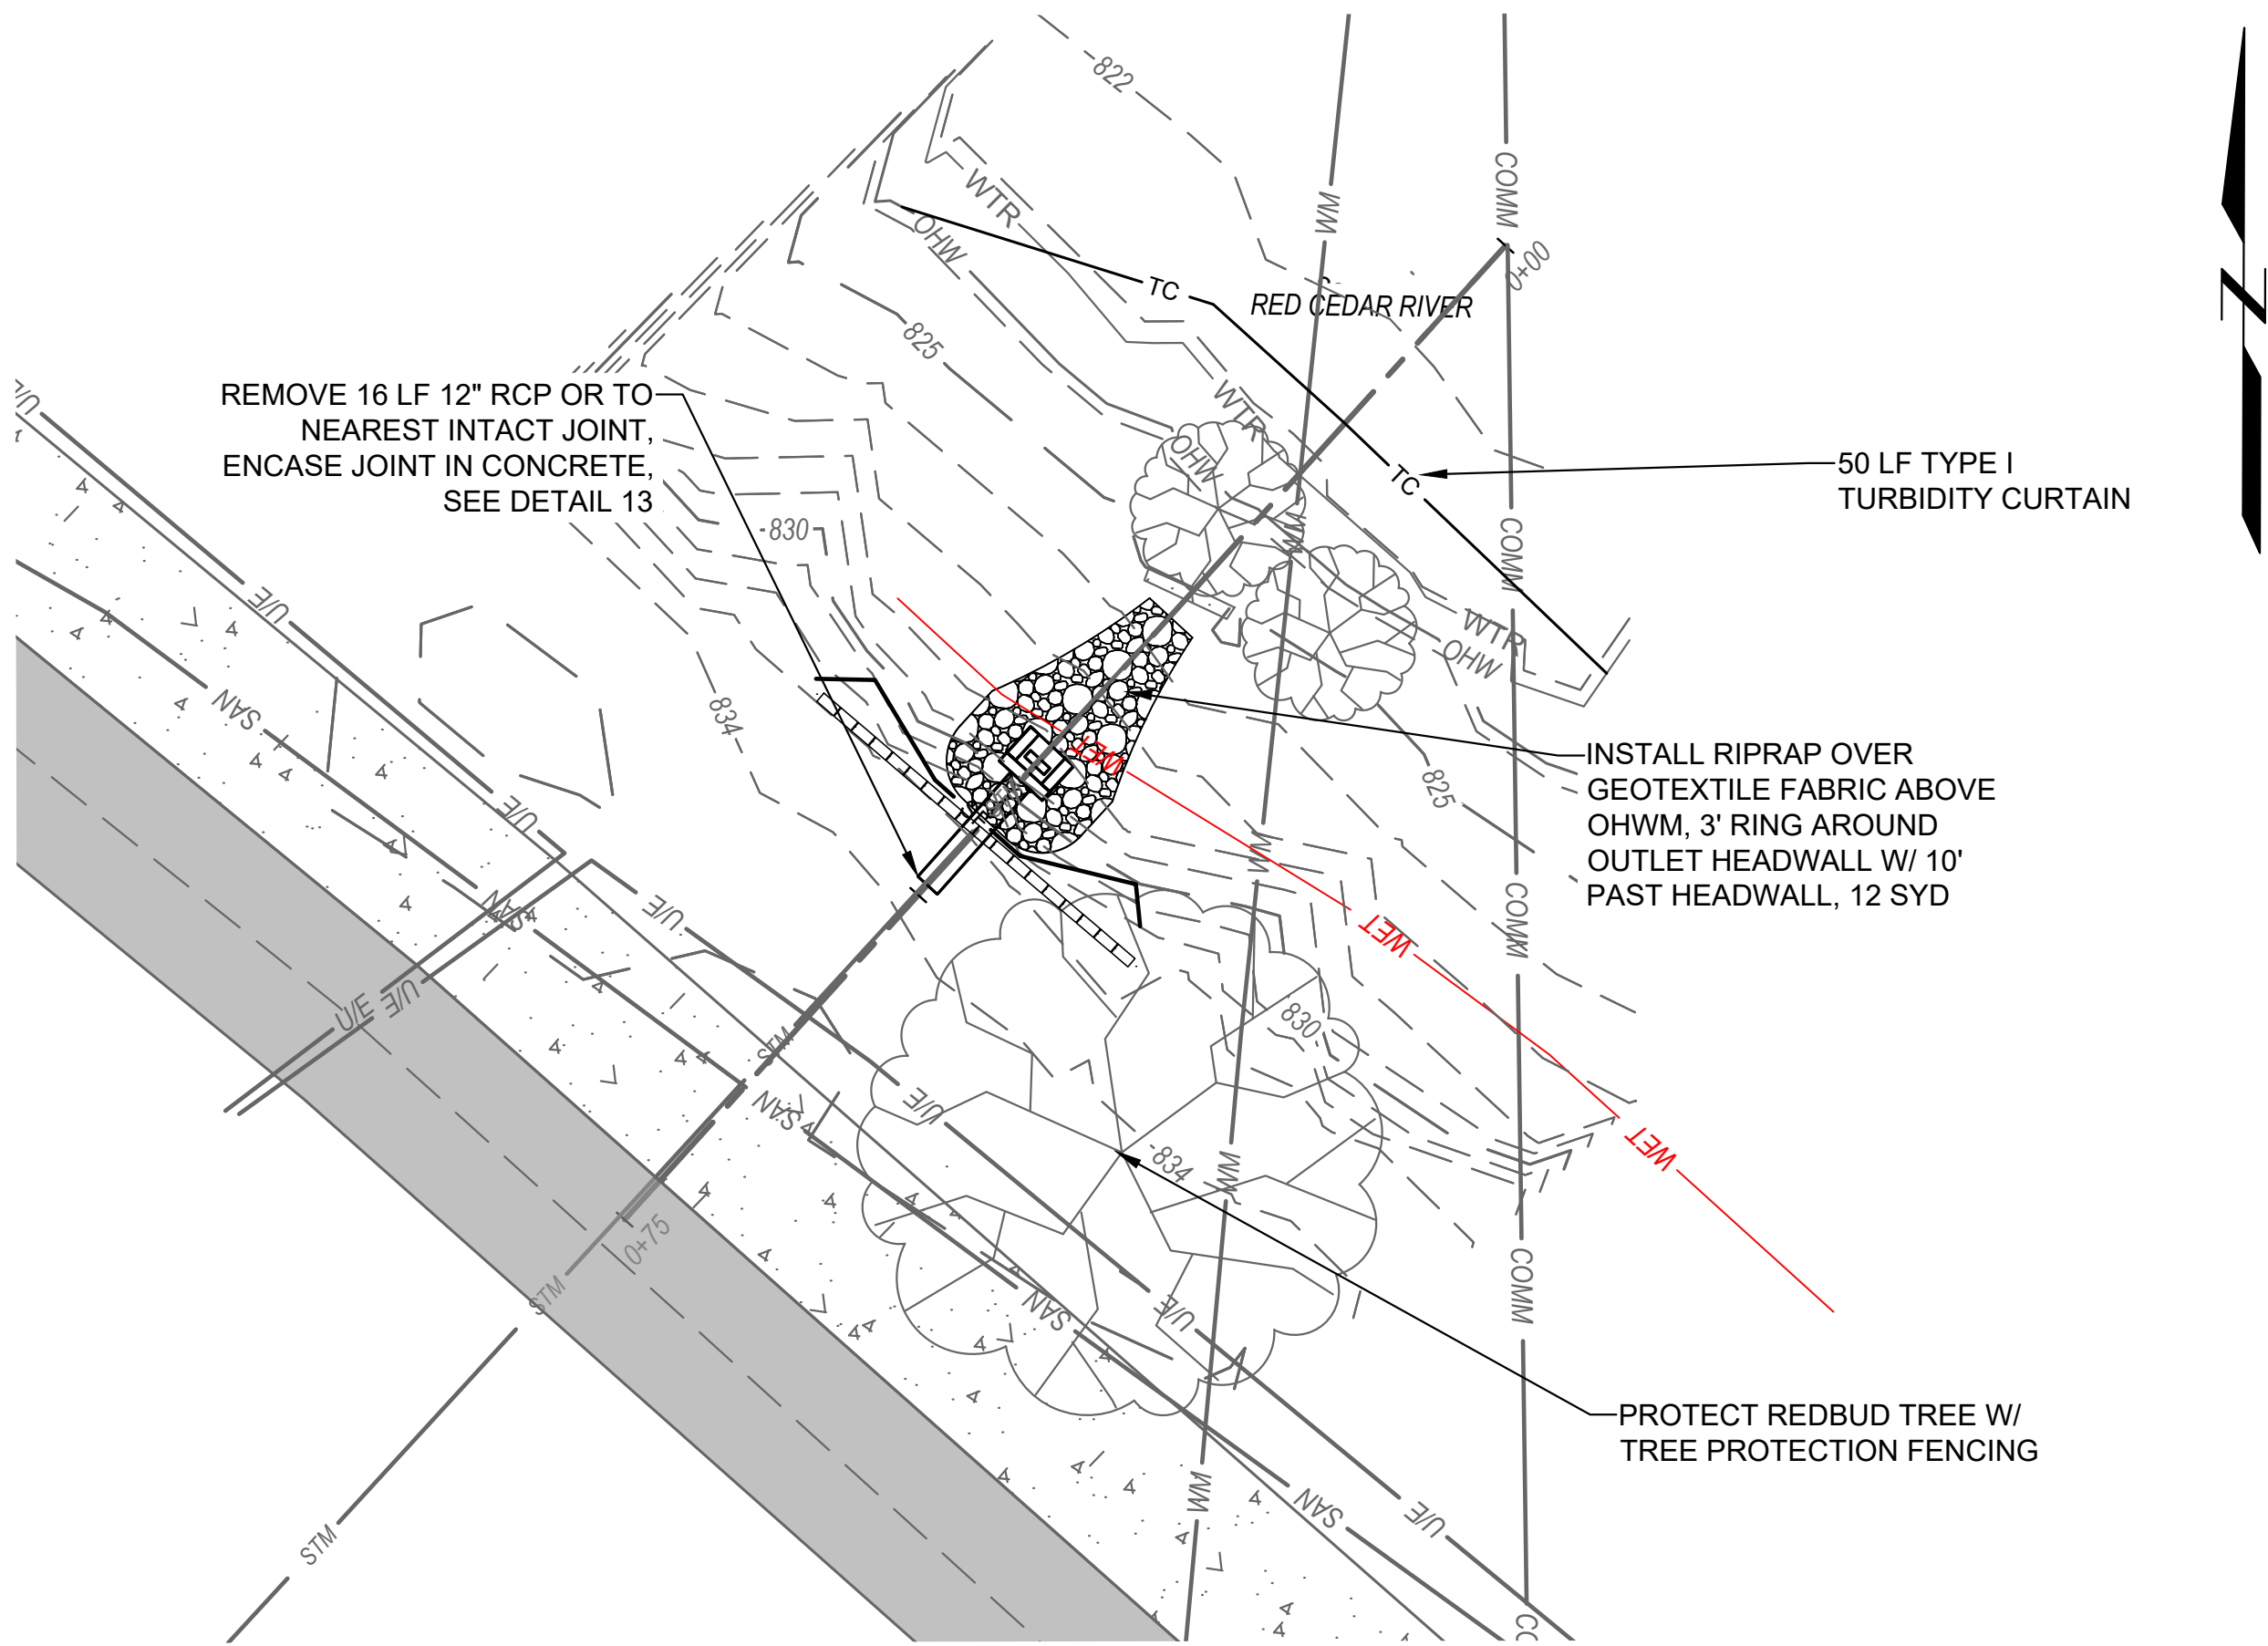 -822
WTR
OHW
TC
RED CEDAR RIVER
COMM
0+00
WM
N
825
REMOVE 16 LF 12" RCP OR TO
NEAREST INTACT JOINT,
ENCASE JOINT IN CONCRETE,
SEE DETAIL 13
U/E
WTR
OHW
TC
50 LF TYPE I
TURBIDITY CURTAIN
-830
WM
COMM
U/E
WTR
OHW
SAN
834
WET
825
INSTALL RIPRAP OVER
GEOTEXTILE FABRIC ABOVE
OHWM, 3' RING AROUND
OUTLET HEADWALL W/ 10'
PAST HEADWALL, 12 SYD
U/E
WM
SAN
U/E
WET
COMM
U/E
U/E
STM
830
SAN
U/E
-834
WM
WET
0+75
STM
SAN
U/E
COMM
PROTECT REDBUD TREE W/
TREE PROTECTION FENCING
WM
SAN
U/E
STM
CO